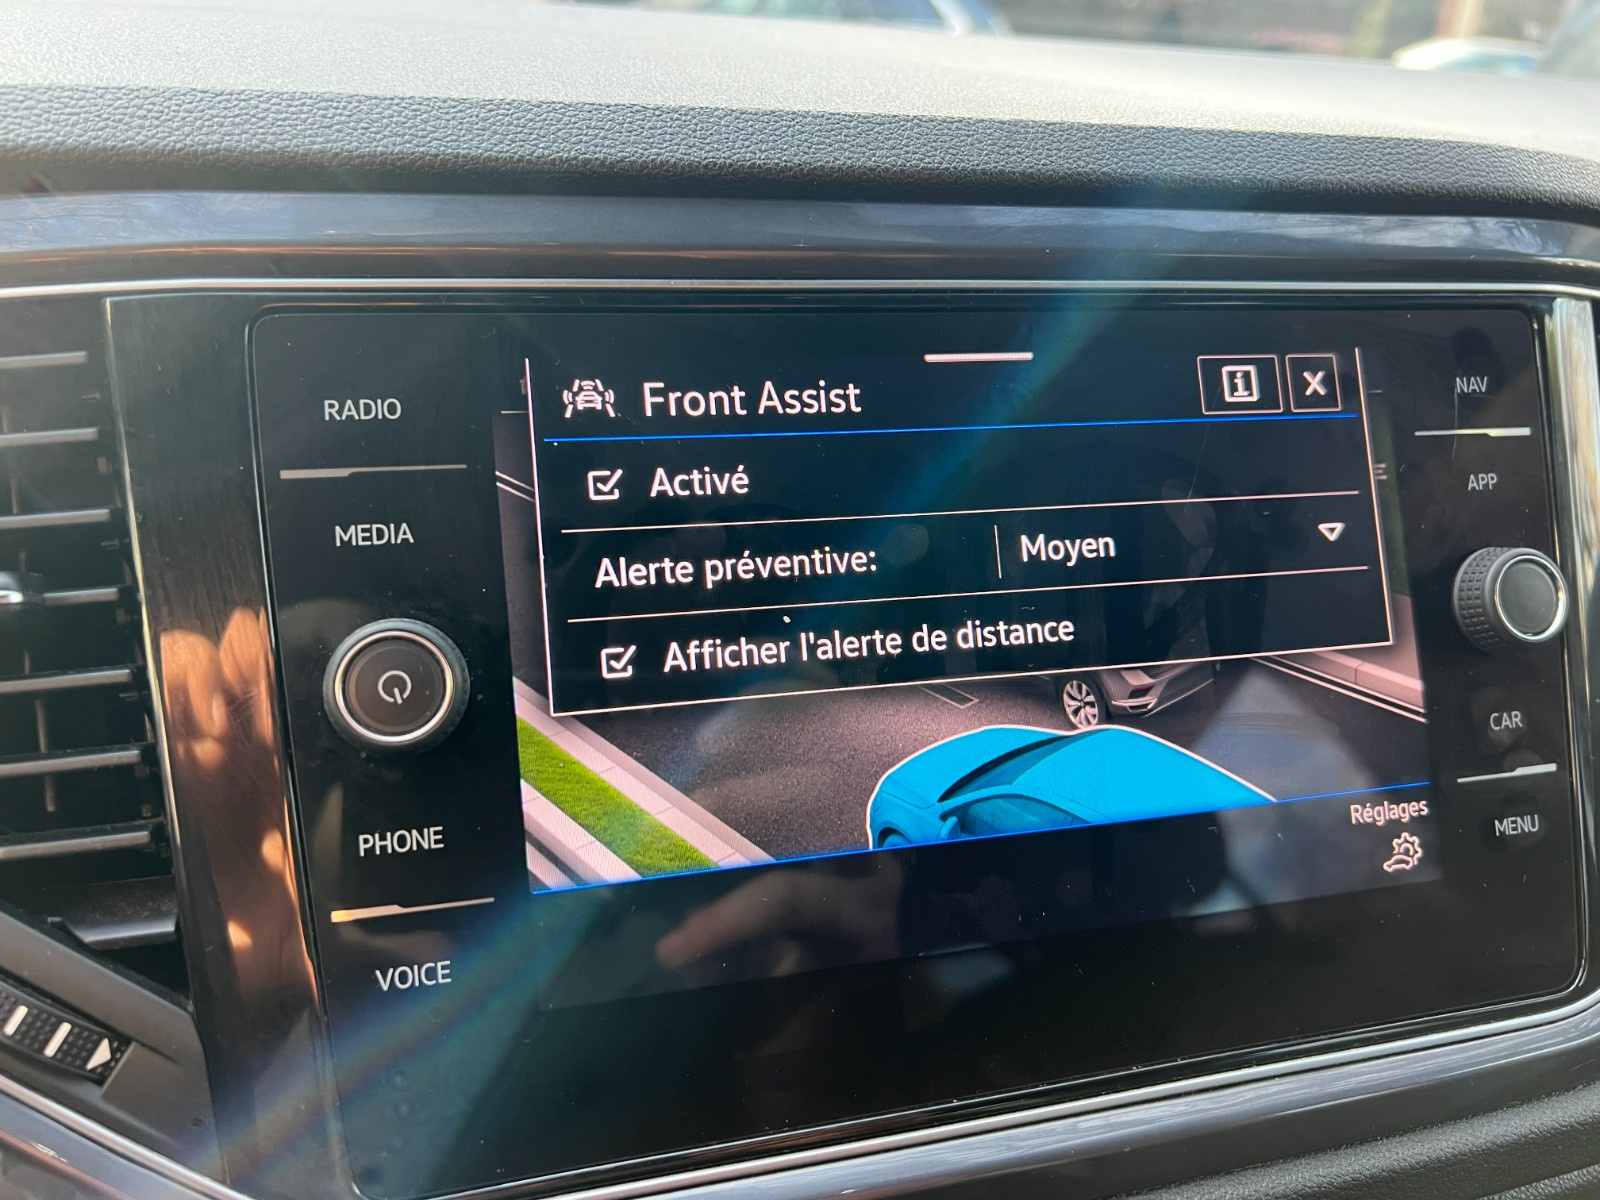 RADIO
MEDIA
PHONE
VOICE
Front Assist
i
X
Activé
Alerte préventive:
Moyen
Afficher l'alerte de distance
Réglages
NAV
APP
CAR
MENU